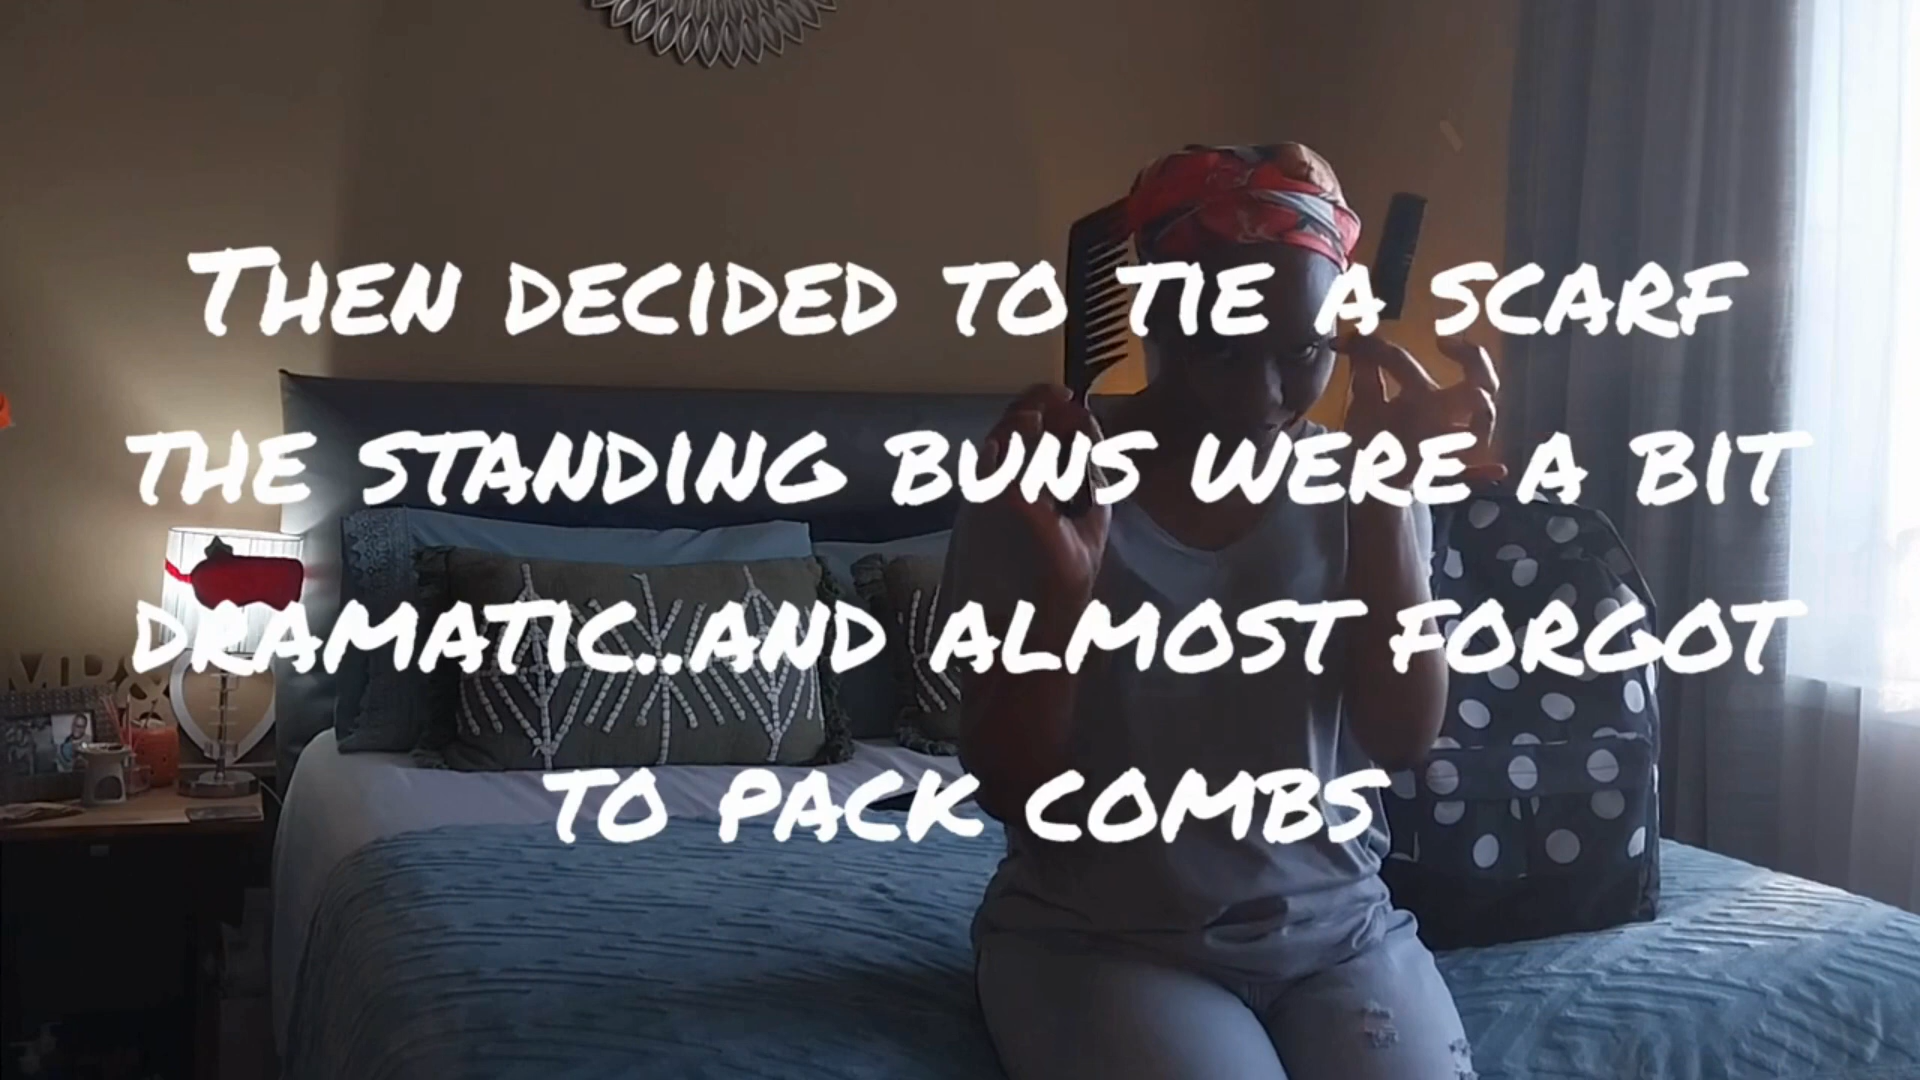 Then decided to tie a scarf
the standing buns were a bit
dramatic..and almost forgot
to pack combs